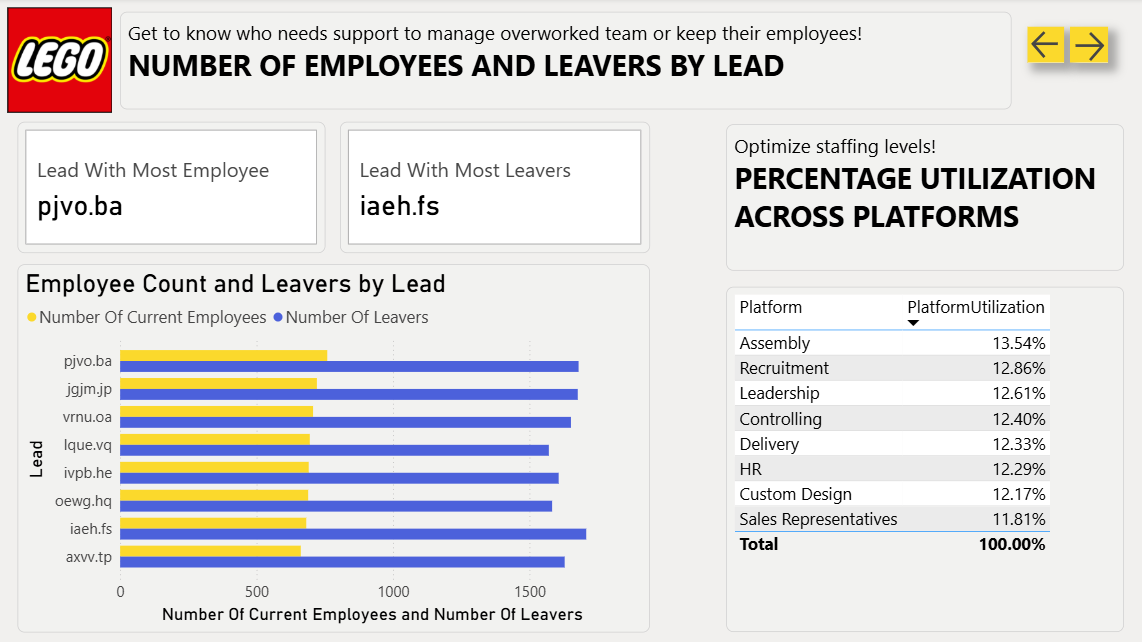 LEGO
Get to know who needs support to manage overworked team or keep their employees!
NUMBER OF EMPLOYEES AND LEAVERS BY LEAD
Lead With Most Employee
pjvo.ba
Lead With Most Leavers
iaeh.fs
Optimize staffing levels!
PERCENTAGE UTILIZATION
ACROSS PLATFORMS
Employee Count and Leavers by Lead
Number Of Current Employees Number Of Leavers
Lead
pjvo.ba
jgjm.jp
vrnu.oa
lque.vq
ivpb.he
oewg.hq
iaeh.fs
axvv.tp
0 500 1000 1500
Number Of Current Employees and Number Of Leavers
Platform PlatformUtilization
Assembly 13.54%
Recruitment 12.86%
Leadership 12.61%
Controlling 12.40%
Delivery 12.33%
HR 12.29%
Custom Design 12.17%
Sales Representatives 11.81%
Total 100.00%